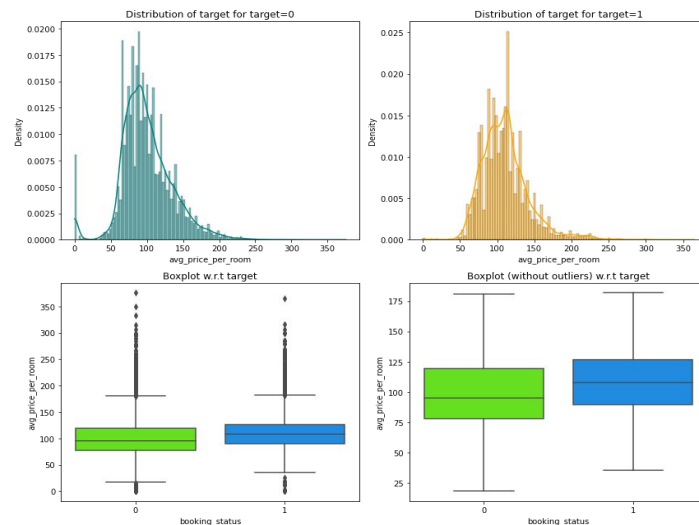 Distribution of target for target=0
0.0200
0.0175
0.0150
0.0125
0.0100
0.0075
0.0050
0.0025
0.0000
Density
0 50 100 150 200 250 300 350
avg_price_per_room
Distribution of target for target=1
0.025
0.020
0.015
0.010
0.005
0.000
Density
0 50 100 150 200 250 300 350
avg_price_per_room
Boxplot w.r.t target
350
300
250
200
150
100
50
0
avg_price_per_room
0 1
booking_status
Boxplot (without outliers) w.r.t target
175
150
125
100
75
50
25
avg_price_per_room
0 1
booking_status